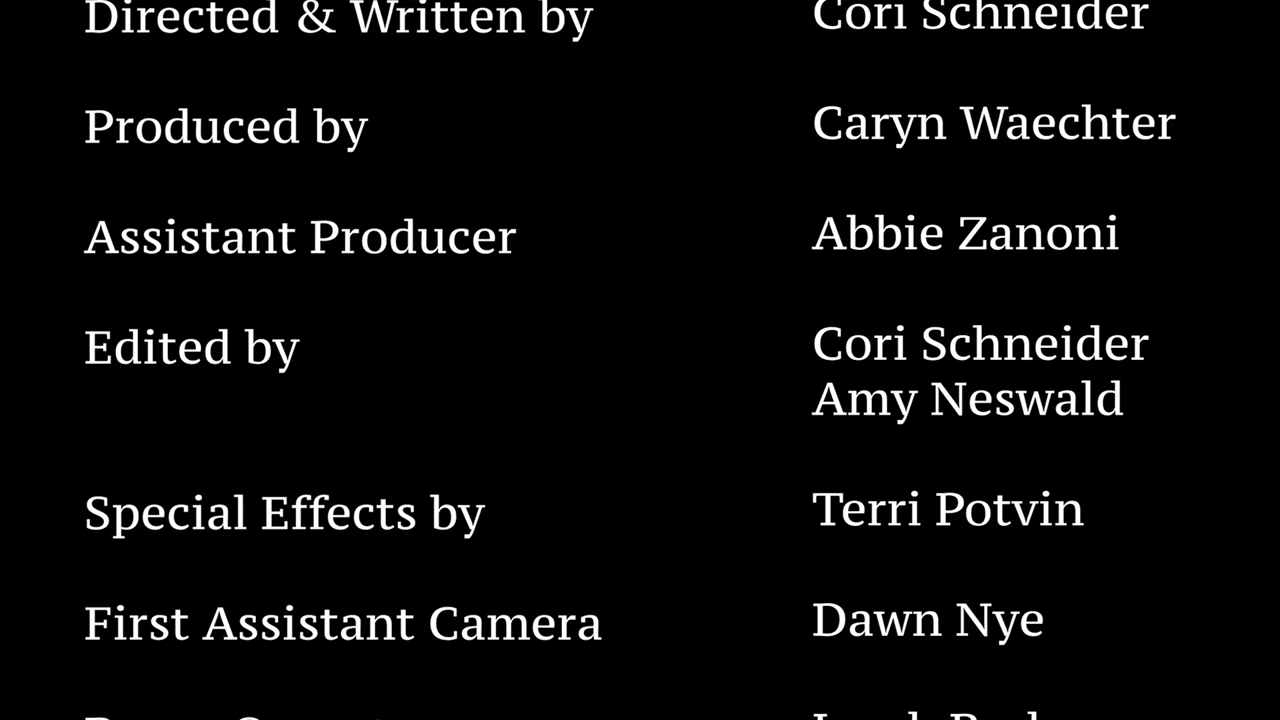 Directed & Written by Cori Schneider
Produced by Caryn Waechter
Assistant Producer Abbie Zanoni
Edited by Cori Schneider
Amy Neswald
Special Effects by Terri Potvin
First Assistant Camera Dawn Nye